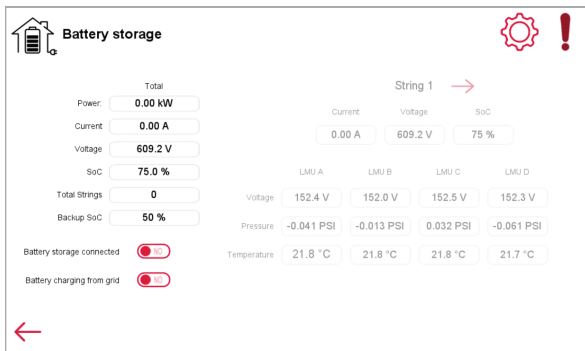 Battery storage
Total
Power: 0.00 kW
Current 0.00 A
Voltage 609.2 V
SoC 75.0 %
Total Strings 0
Backup SoC 50 %
Battery storage connected NO
Battery charging from grid NO
String 1
Current Voltage SoC
0.00 A 609.2 V 75 %
LMU A LMU B LMU C LMU D
Voltage 152.4 V 152.0 V 152.5 V 152.3 V
Pressure -0.041 PSI -0.013 PSI 0.032 PSI -0.061 PSI
Temperature 21.8 °C 21.8 °C 21.8 °C 21.7 °C